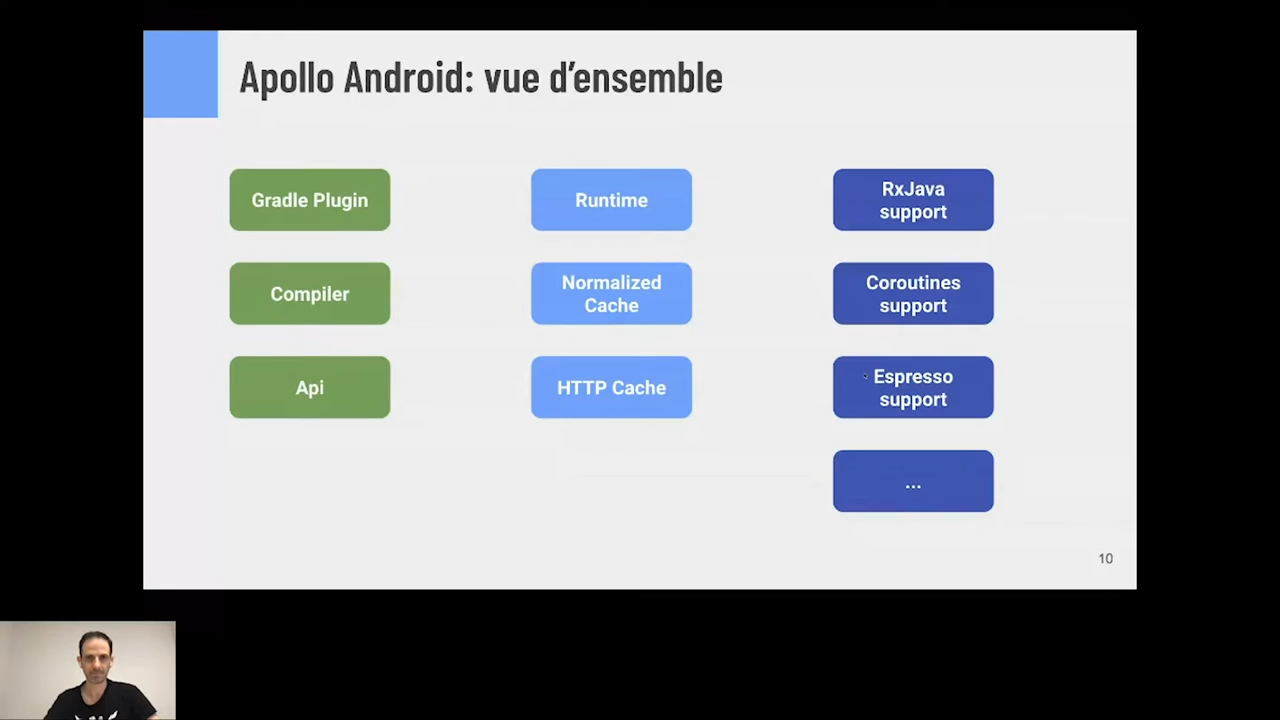 Apollo Android: vue d’ensemble
Gradle Plugin
Compiler
Api
Runtime
Normalized
Cache
HTTP Cache
RxJava
support
Coroutines
support
Espresso
support
...
10